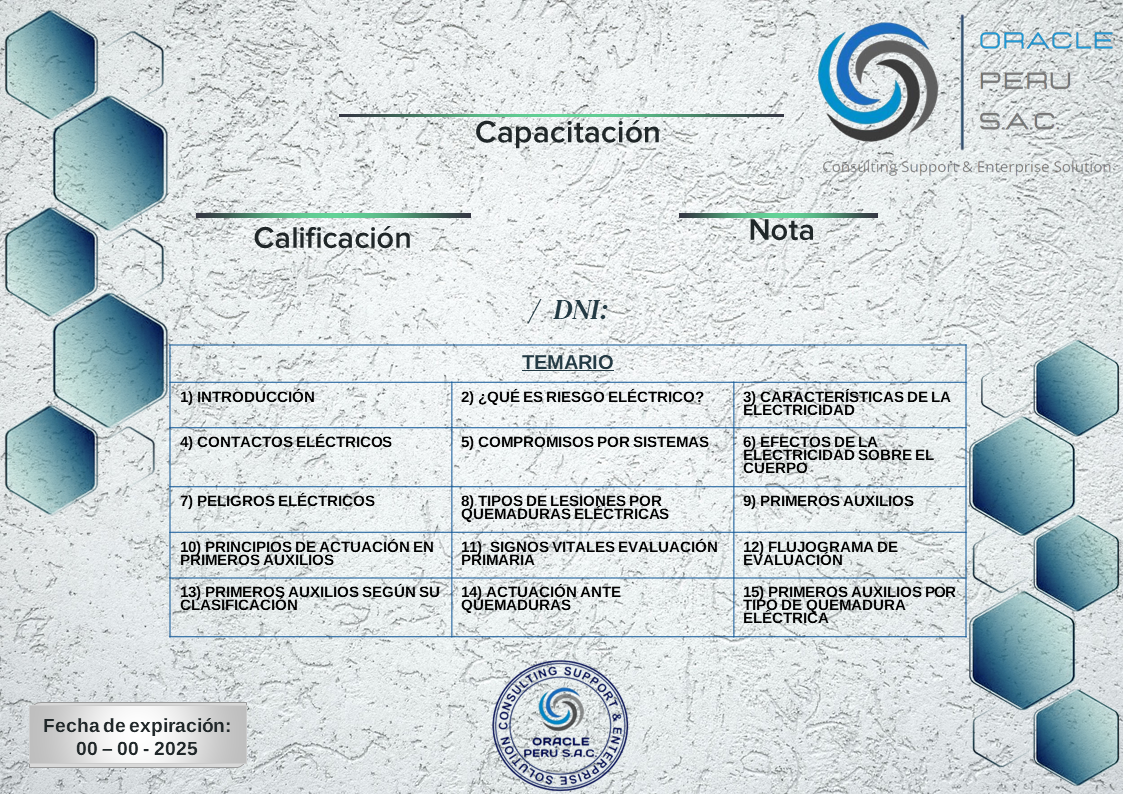 ORACLE
PERU
S.A.C
Consulting Support & Enterprise Solution
Capacitación
Calificación
Nota
/ DNI:
TEMARIO
1) INTRODUCCIÓN
2) ¿QUÉ ES RIESGO ELÉCTRICO?
3) CARACTERÍSTICAS DE LA
ELECTRICIDAD
4) CONTACTOS ELÉCTRICOS
5) COMPROMISOS POR SISTEMAS
6) EFECTOS DE LA
ELECTRICIDAD SOBRE EL
CUERPO
7) PELIGROS ELÉCTRICOS
8) TIPOS DE LESIONES POR
QUEMADURAS ELÉCTRICAS
9) PRIMEROS AUXILIOS
10) PRINCIPIOS DE ACTUACIÓN EN
PRIMEROS AUXILIOS
11) SIGNOS VITALES EVALUACIÓN
PRIMARIA
12) FLUJOGRAMA DE
EVALUACIÓN
13) PRIMEROS AUXILIOS SEGÚN SU
CLASIFICACIÓN
14) ACTUACIÓN ANTE
QUEMADURAS
15) PRIMEROS AUXILIOS POR
TIPO DE QUEMADURA
ELÉCTRICA
Fecha de expiración:
00 – 00 - 2025
CONSULTING SUPPORT & ENTERPRISE SOLUTION
ORACLE
PERU S.A.C.